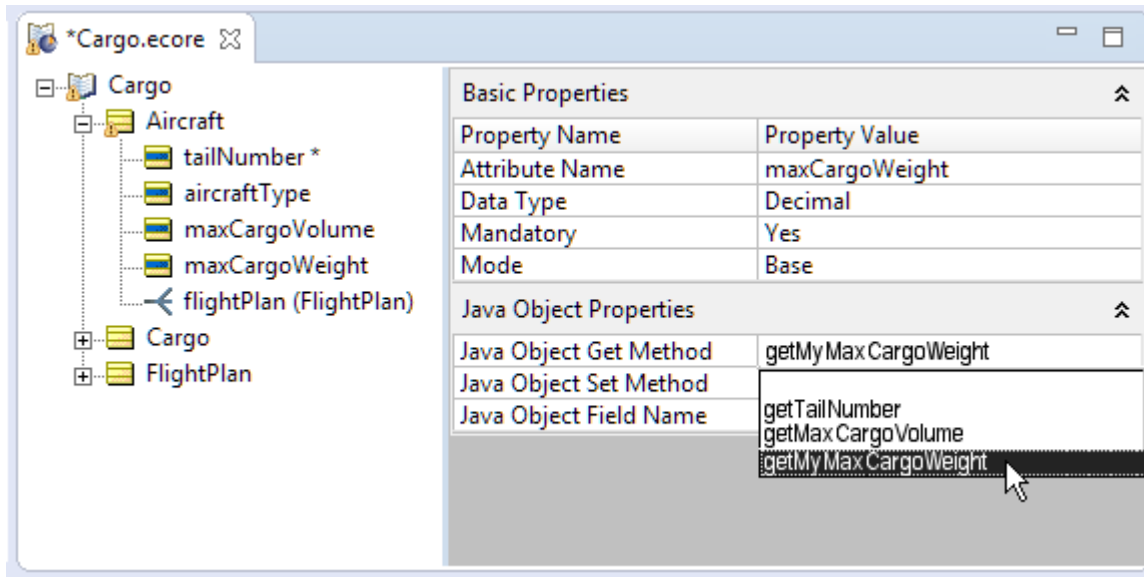 *Cargo.ecore
Cargo
Aircraft
tailNumber *
aircraftType
maxCargoVolume
maxCargoWeight
flightPlan (FlightPlan)
Cargo
FlightPlan
Basic Properties
Property Name Property Value
Attribute Name maxCargoWeight
Data Type Decimal
Mandatory Yes
Mode Base
Java Object Properties
Java Object Get Method getMyMaxCargoWeight
Java Object Set Method
Java Object Field Name
getTailNumber
getMaxCargoVolume
getMyMaxCargoWeight